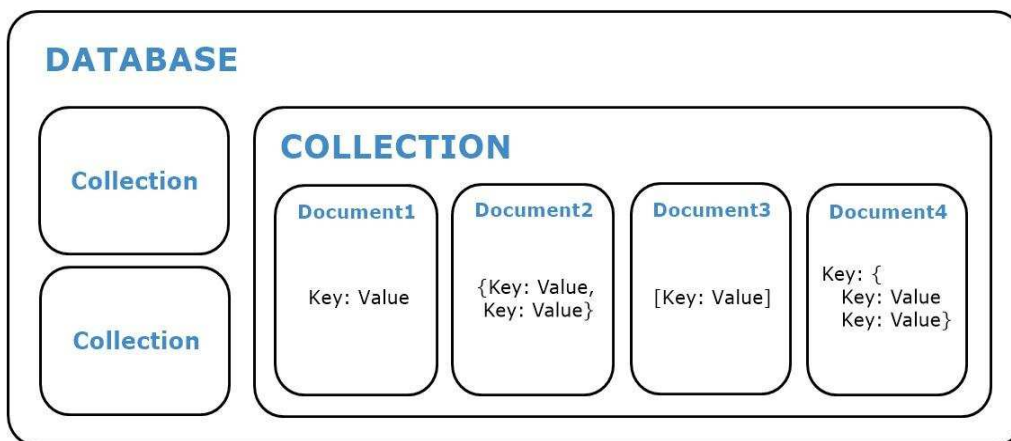 DATABASE
Collection
Collection
COLLECTION
Document1
Key: Value
Document2
{Key: Value,
Key: Value}
Document3
[Key: Value]
Document4
Key: {
Key: Value
Key: Value}